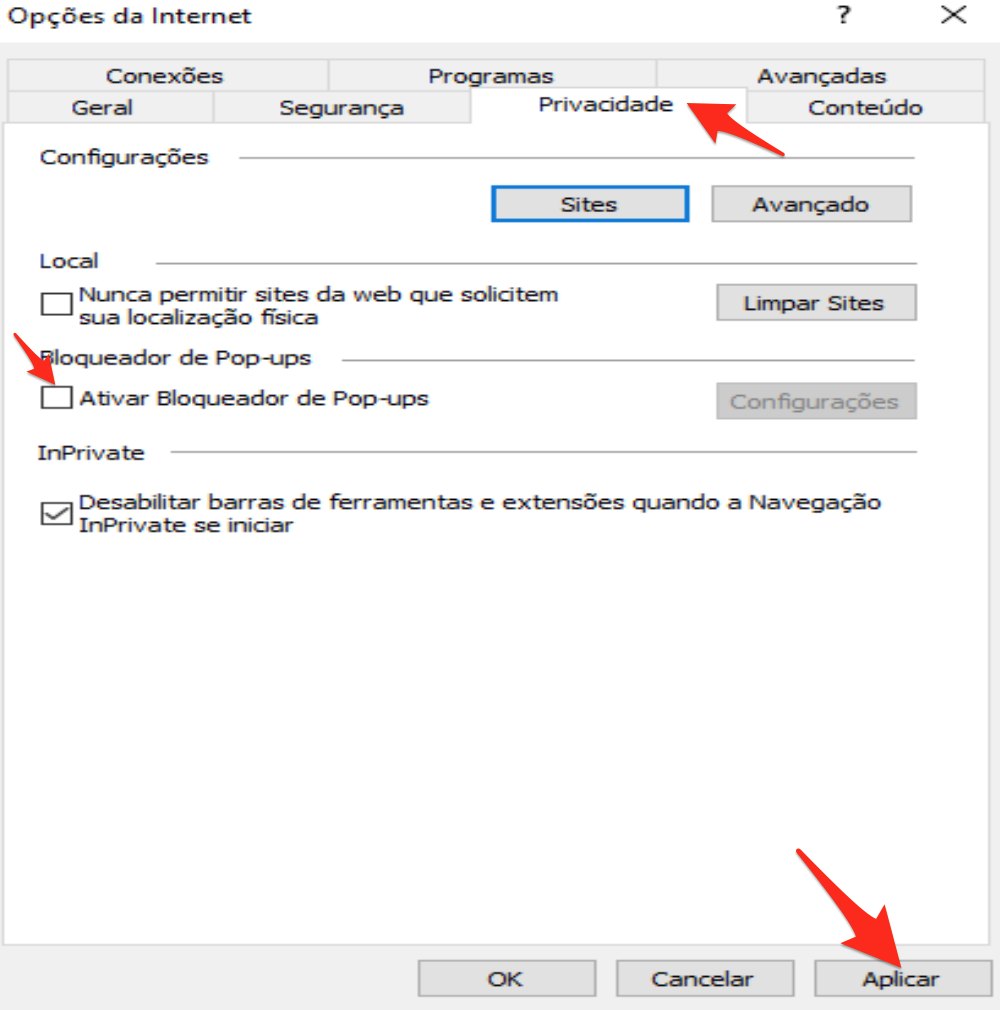 Opções da Internet ? ×
Conexões Programas Avançadas
Geral Segurança Privacidade Conteúdo
Configurações
Sites Avançado
Local
Nunca permitir sites da web que solicitem
sua localização física
Limpar Sites
Bloqueador de Pop-ups
Ativar Bloqueador de Pop-ups
Configurações
InPrivate
Desabilitar barras de ferramentas e extensões quando a Navegação
InPrivate se iniciar
OK Cancelar Aplicar